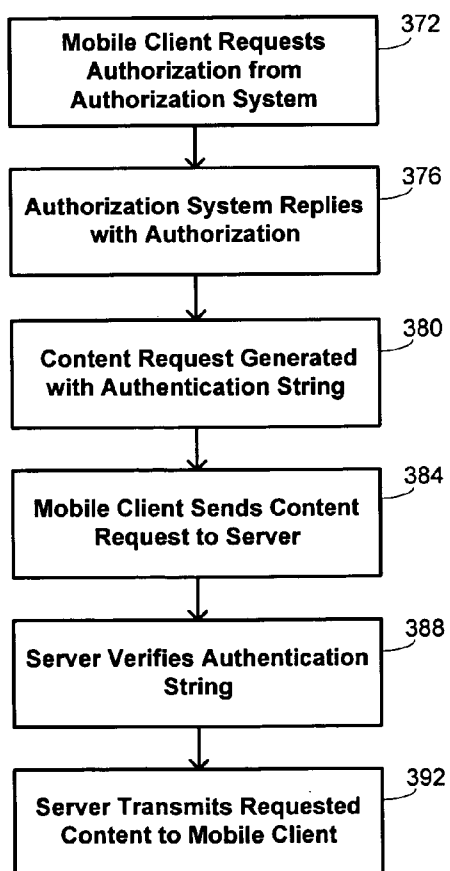 372
Mobile Client Requests
Authorization from
Authorization System
376
Authorization System Replies
with Authorization
380
Content Request Generated
with Authentication String
384
Mobile Client Sends Content
Request to Server
388
Server Verifies Authentication
String
392
Server Transmits Requested
Content to Mobile Client